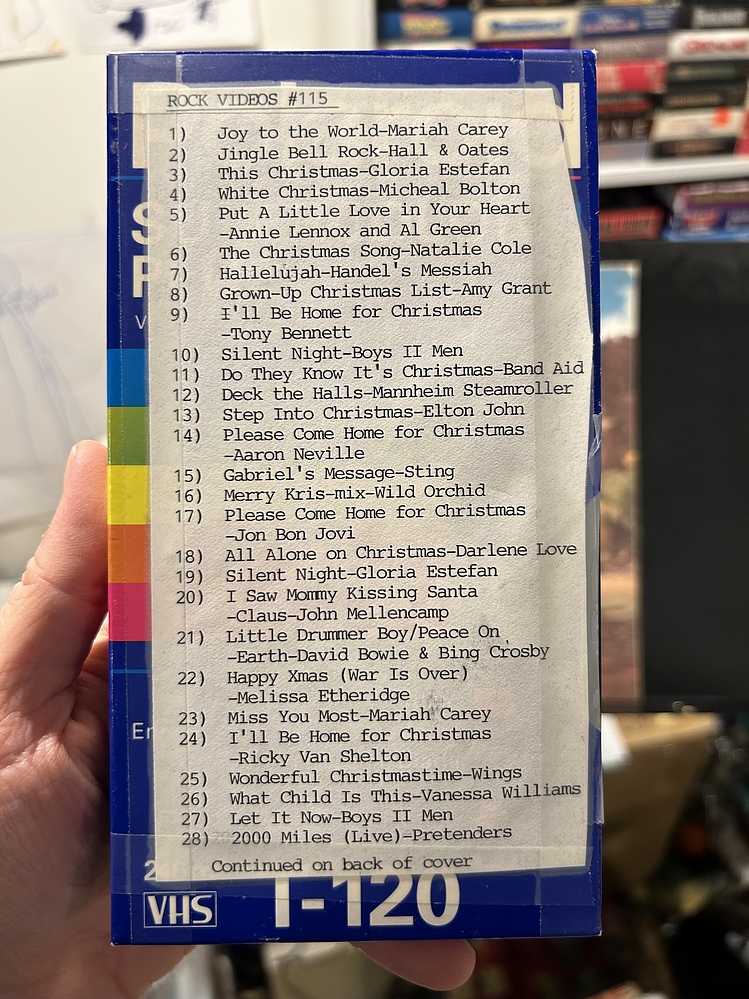 ROCK VIDEOS #115
1) Joy to the World-Mariah Carey
2) Jingle Bell Rock-Hall & Oates
3) This Christmas-Gloria Estefan
4) White Christmas-Micheal Bolton
5) Put A Little Love in Your Heart
-Annie Lennox and Al Green
6) The Christmas Song-Natalie Cole
7) Hallelujah-Handel's Messiah
8) Grown-Up Christmas List-Amy Grant
9) I'll Be Home for Christmas
-Tony Bennett
10) Silent Night-Boys II Men
11) Do They Know It's Christmas-Band Aid
12) Deck the Halls-Mannheim Steamroller
13) Step Into Christmas-Elton John
14) Please Come Home for Christmas
-Aaron Neville
15) Gabriel's Message-Sting
16) Merry Kris-mix-Wild Orchid
17) Please Come Home for Christmas
-Jon Bon Jovi
18) All Alone on Christmas-Darlene Love
19) Silent Night-Gloria Estefan
20) I Saw Mommy Kissing Santa
-Claus-John Mellencamp
21) Little Drummer Boy/Peace On
-Earth-David Bowie & Bing Crosby
22) Happy Xmas (War Is Over)
-Melissa Etheridge
23) Miss You Most-Mariah Carey
24) I'll Be Home for Christmas
-Ricky Van Shelton
25) Wonderful Christmastime-Wings
26) What Child Is This-Vanessa Williams
27) Let It Now-Boys II Men
28) 2000 Miles (Live)-Pretenders
Continued on back of cover
VHS T-120